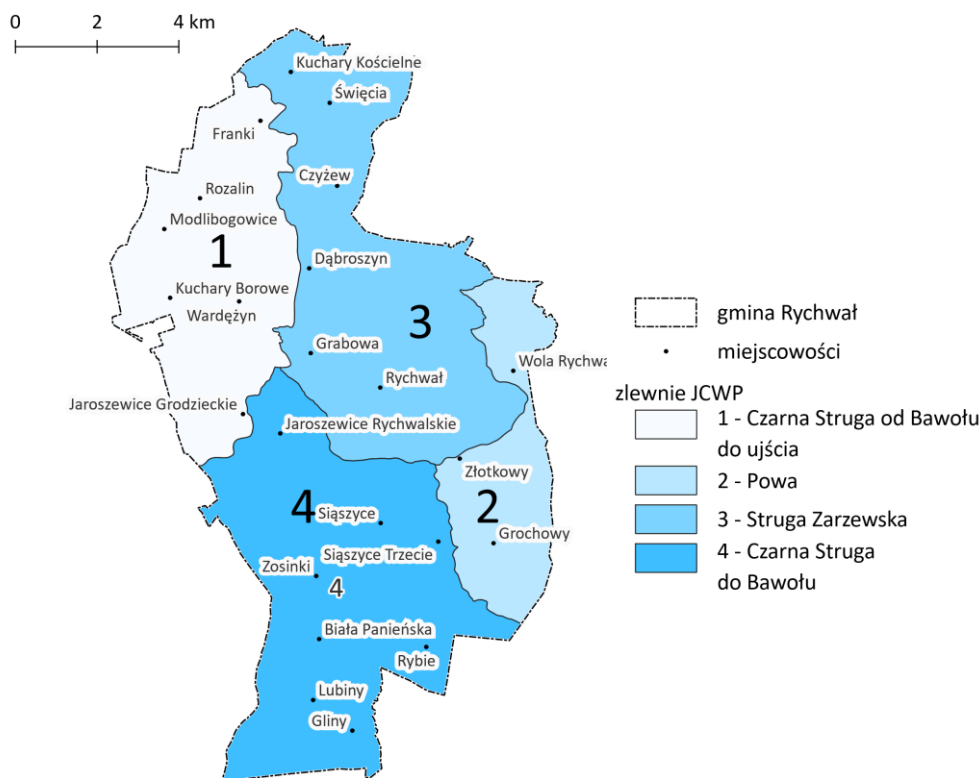 0 2 4 km
Kuchary Kościelne
Święcia
Franki
Czyżew
Rozalin
Modlibogowice
1
Dąbroszyn
Kuchary Borowe
Wardężyn
3
gmina Rychwał
Grabowa
miejscowości
Wola Rychwa
Rychwał
zlewnie JCWP
Jaroszewice Grodzieckie
1 - Czarna Struga od Bawołu
do ujścia
Jaroszewice Rychwalskie
Złotkowy
2 - Powa
4
2
Siąszyce
3 - Struga Zarzewska
Grochowy
Siąszyce Trzecie
4 - Czarna Struga
do Bawołu
Zosinki
4
Biała Panieńska
Rybie
Lubiny
Gliny